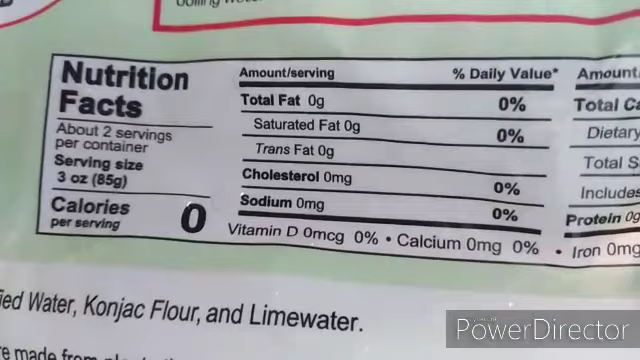 Nutrition
Facts
About 2 servings
per container
Serving size
3 oz (85g)
Calories
per serving
0
Amount/serving % Daily Value*
Total Fat 0g 0%
Saturated Fat 0g 0%
Trans Fat 0g
Cholesterol 0mg 0%
Sodium 0mg 0%
Vitamin D 0mcg 0% • Calcium 0mg 0% • Iron 0mg
Amount
Total
Dietary
Total
Includes
Protein 0g
Water, Konjac Flour, and Limewater.
made from
PowerDirector